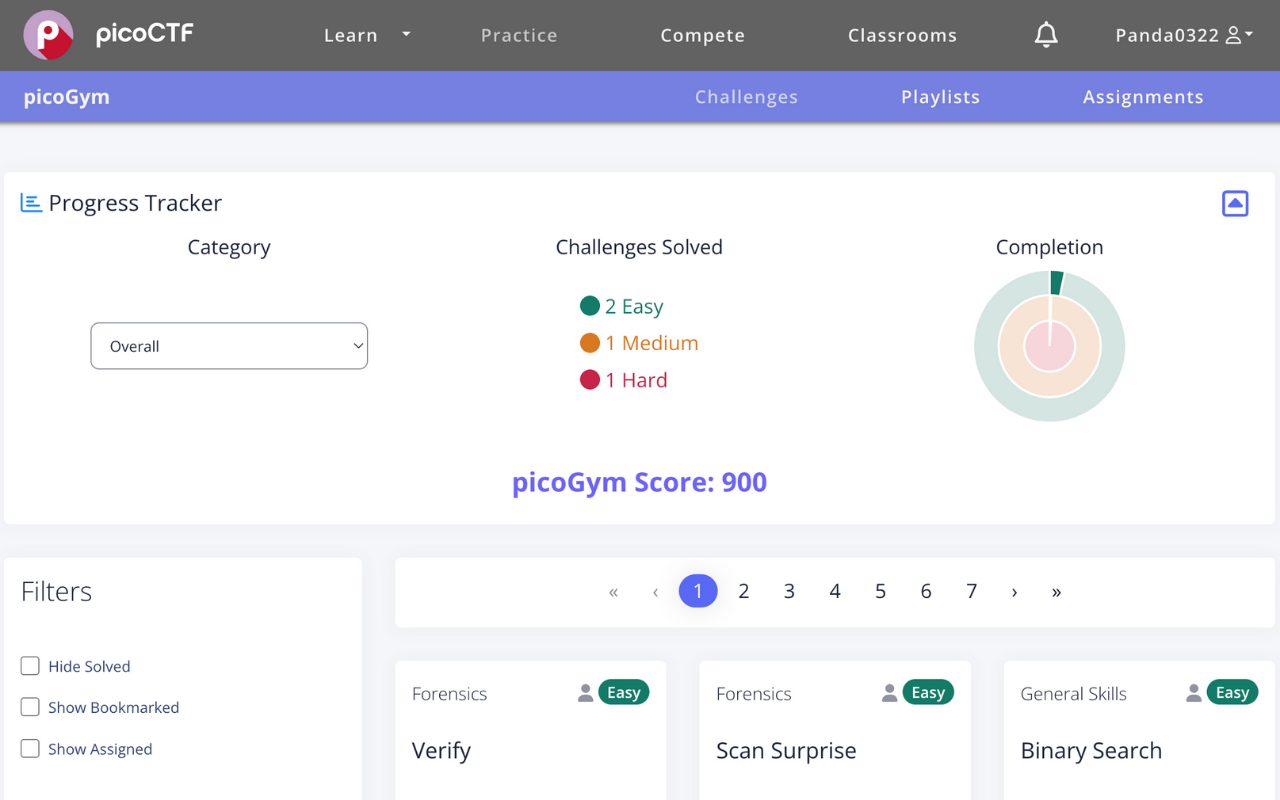 picoCTF
Learn
Practice
Compete
Classrooms
Panda0322
picoGym
Challenges
Playlists
Assignments
Progress Tracker
Category
Challenges Solved
Completion
Overall
2 Easy
1 Medium
1 Hard
picoGym Score: 900
Filters
Hide Solved
Show Bookmarked
Show Assigned
« ‹ 1 2 3 4 5 6 7 › »
Forensics
Easy
Verify
Forensics
Easy
Scan Surprise
General Skills
Easy
Binary Search